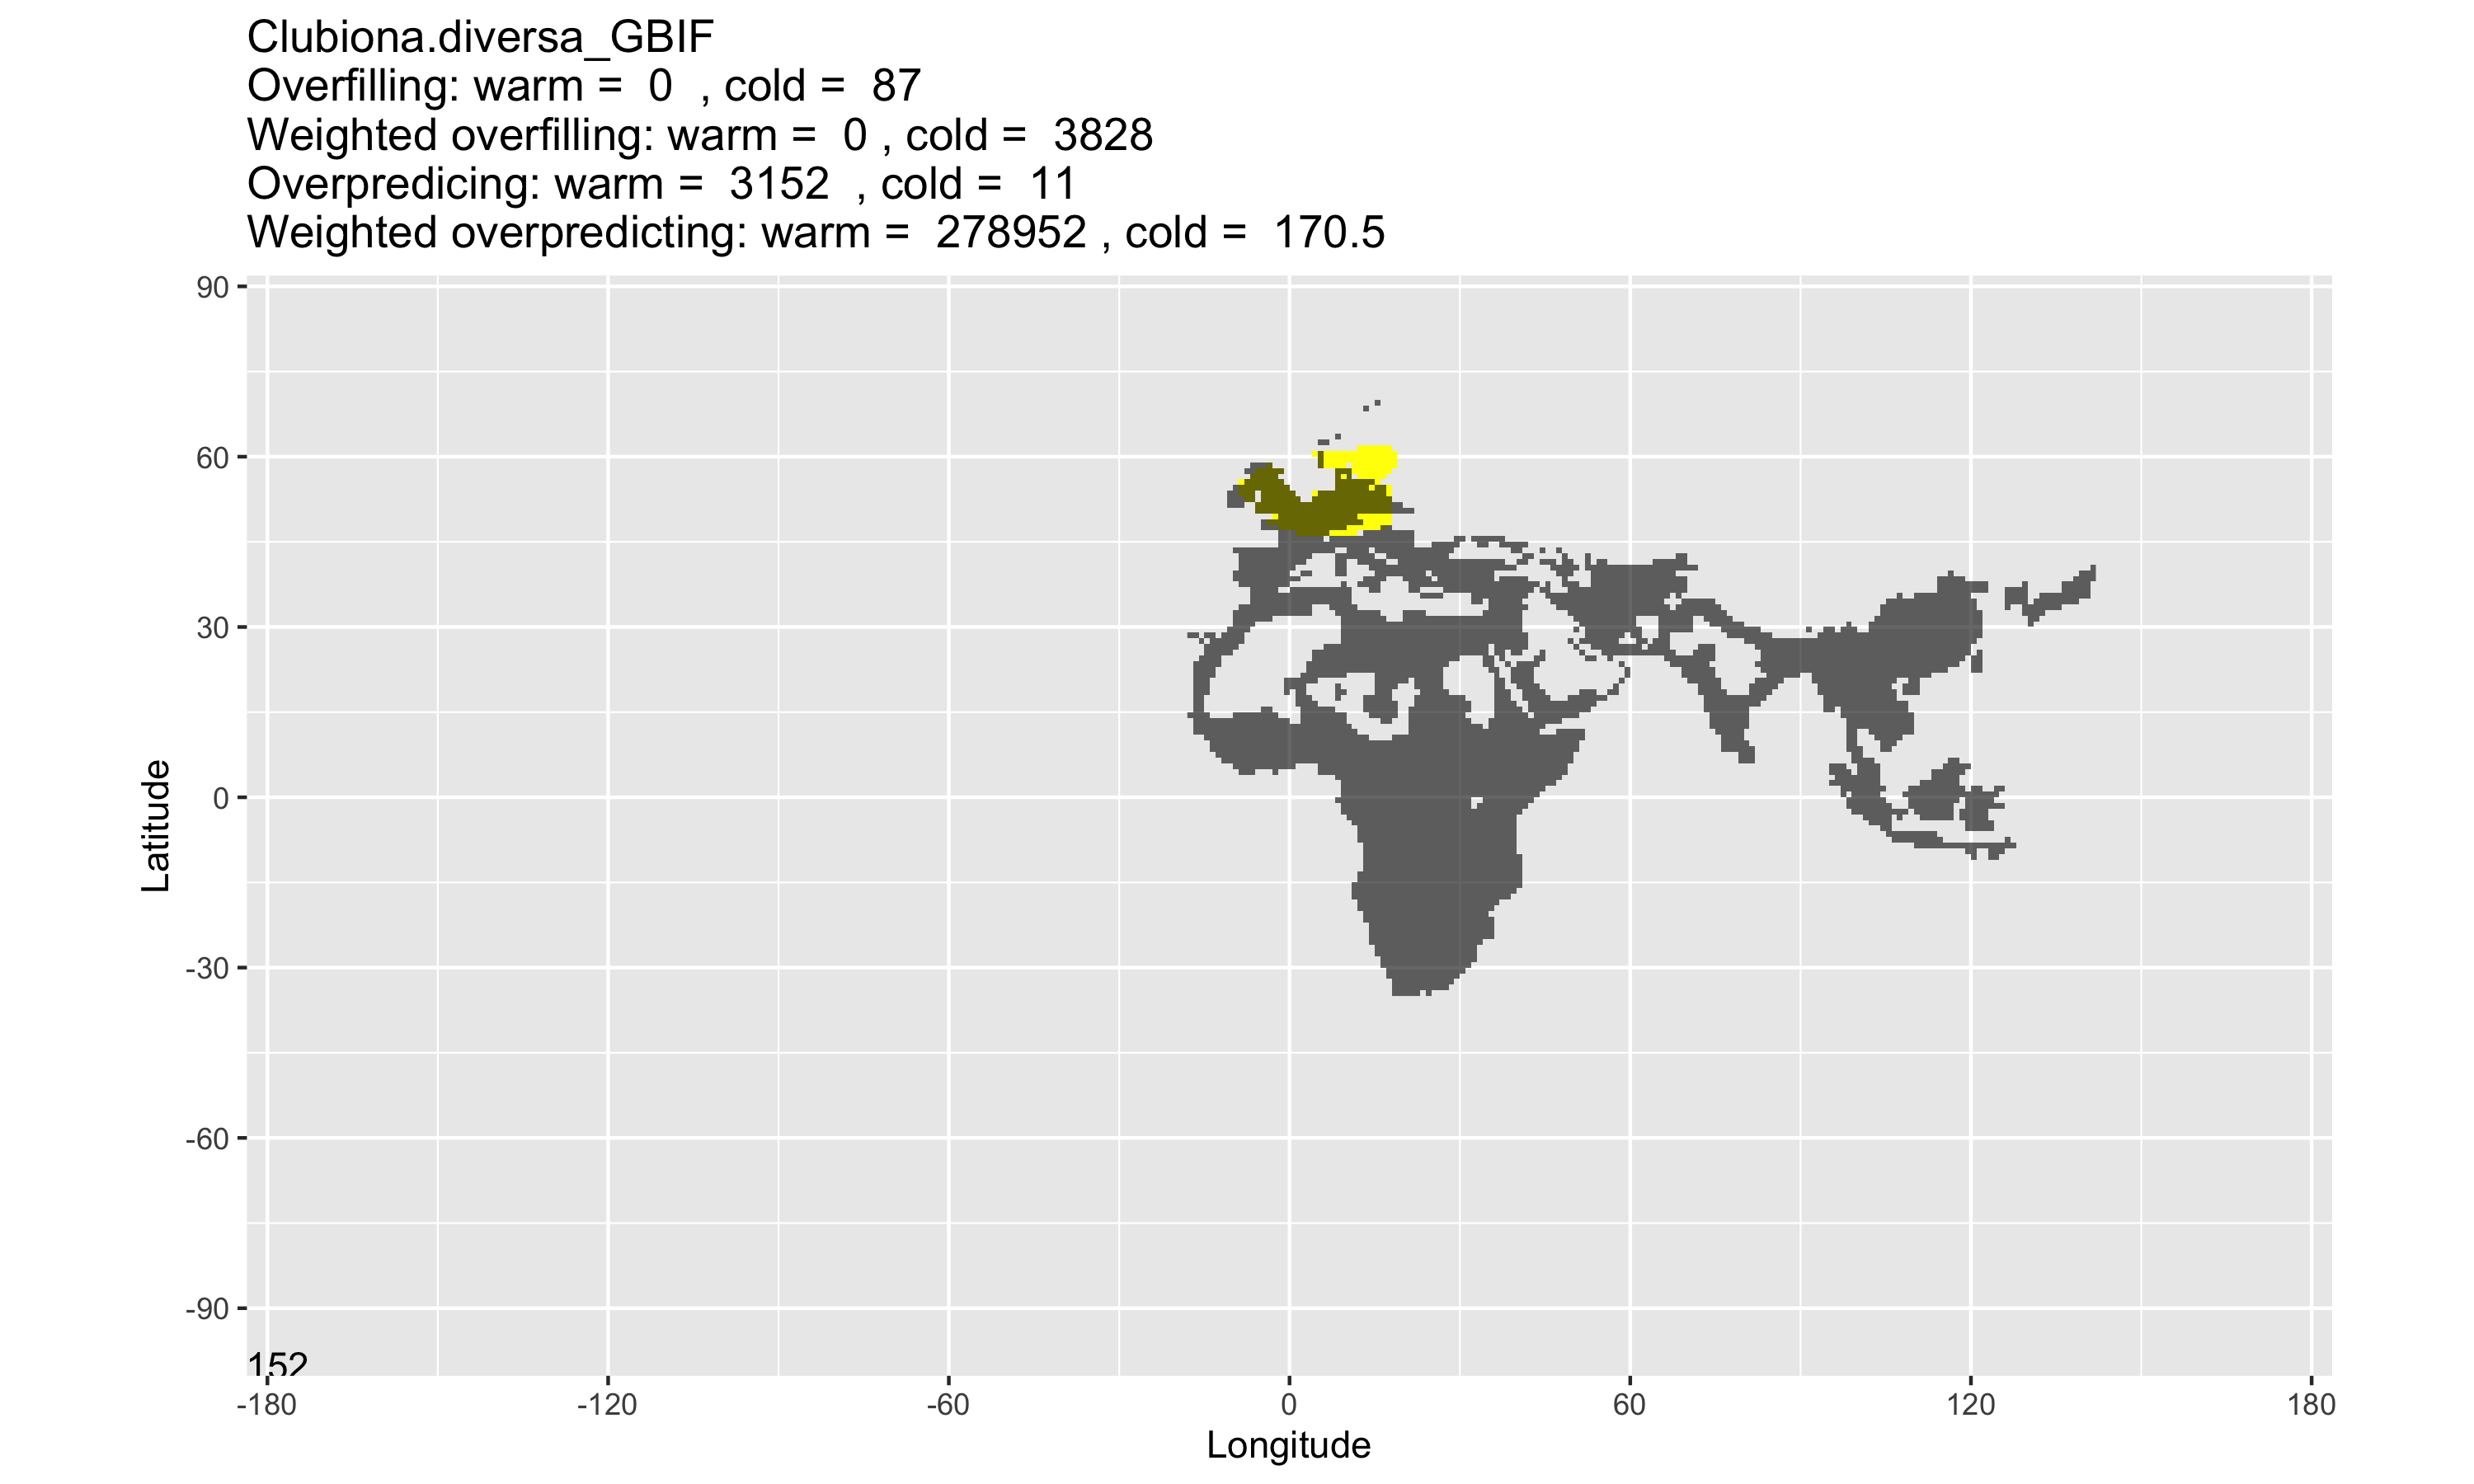 Clubiona.diversa_GBIF
Overfilling: warm = 0 , cold = 87
Weighted overfilling: warm = 0 , cold = 3828
Overpredicing: warm = 3152 , cold = 11
Weighted overpredicting: warm = 278952 , cold = 170.5
90
60
30
0
-30
-60
-90
Latitude
152
-180 -120 -60 0 60 120 180
Longitude